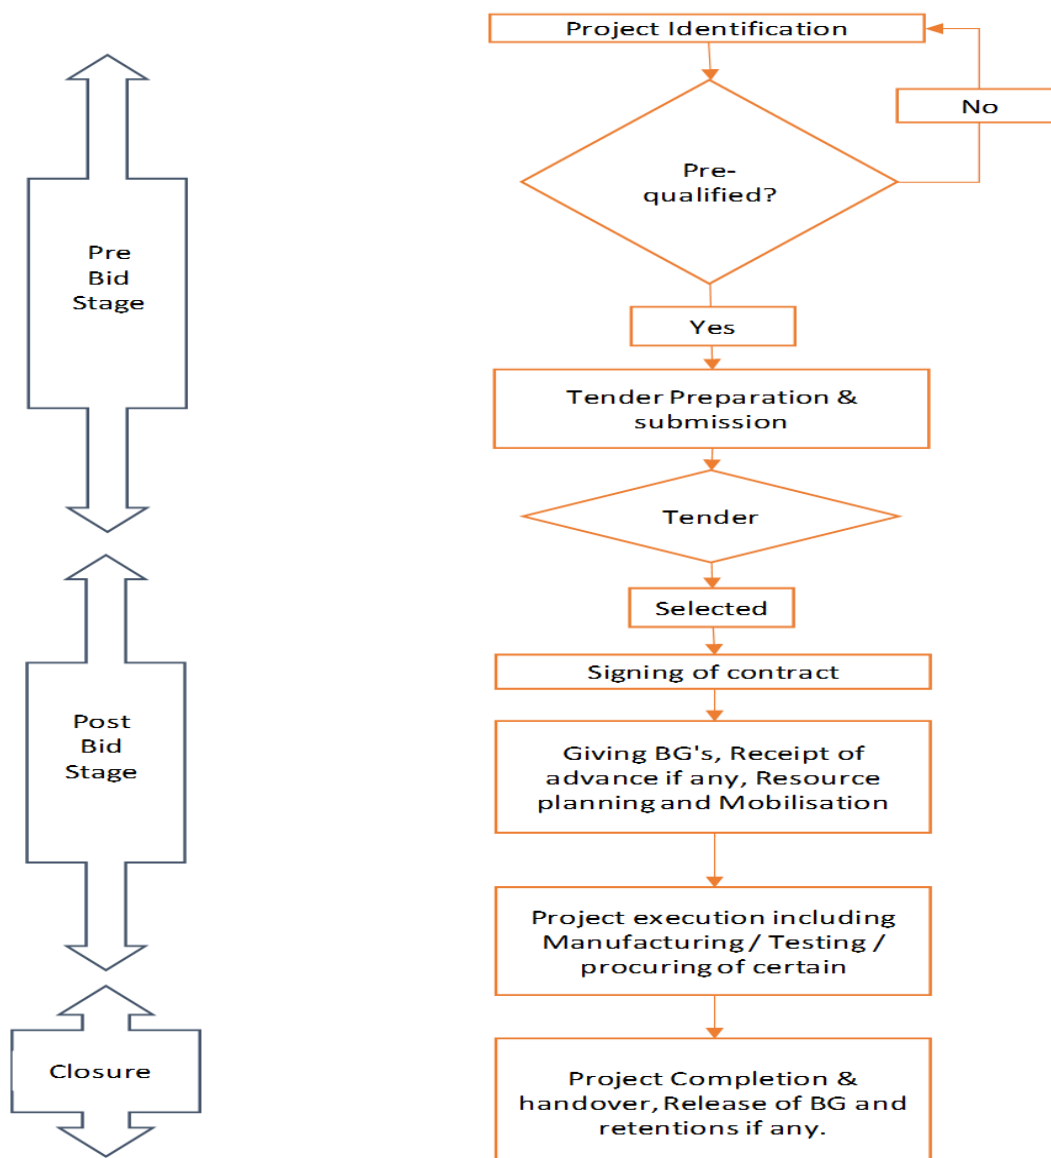 Project Identification
No
Pre-
qualified?
Pre
Bid
Stage
Yes
Tender Preparation &
submission
Tender
Selected
Signing of contract
Post
Bid
Stage
Giving BG's, Receipt of
advance if any, Resource
planning and Mobilisation
Project execution including
Manufacturing / Testing /
procuring of certain
Closure
Project Completion &
handover, Release of BG and
retentions if any.